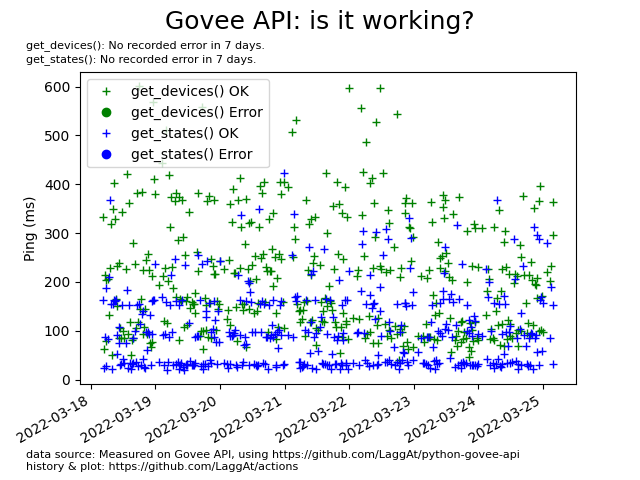 Govee API: is it working?
get_devices(): No recorded error in 7 days.
get_states(): No recorded error in 7 days.
get_devices() OK
get_devices() Error
get_states() OK
get_states() Error
Ping (ms)
600
500
400
300
200
100
0
2022-03-18
2022-03-19
2022-03-20
2022-03-21
2022-03-22
2022-03-23
2022-03-24
2022-03-25
data source: Measured on Govee API, using https://github.com/LaggAt/python-govee-api
history & plot: https://github.com/LaggAt/actions